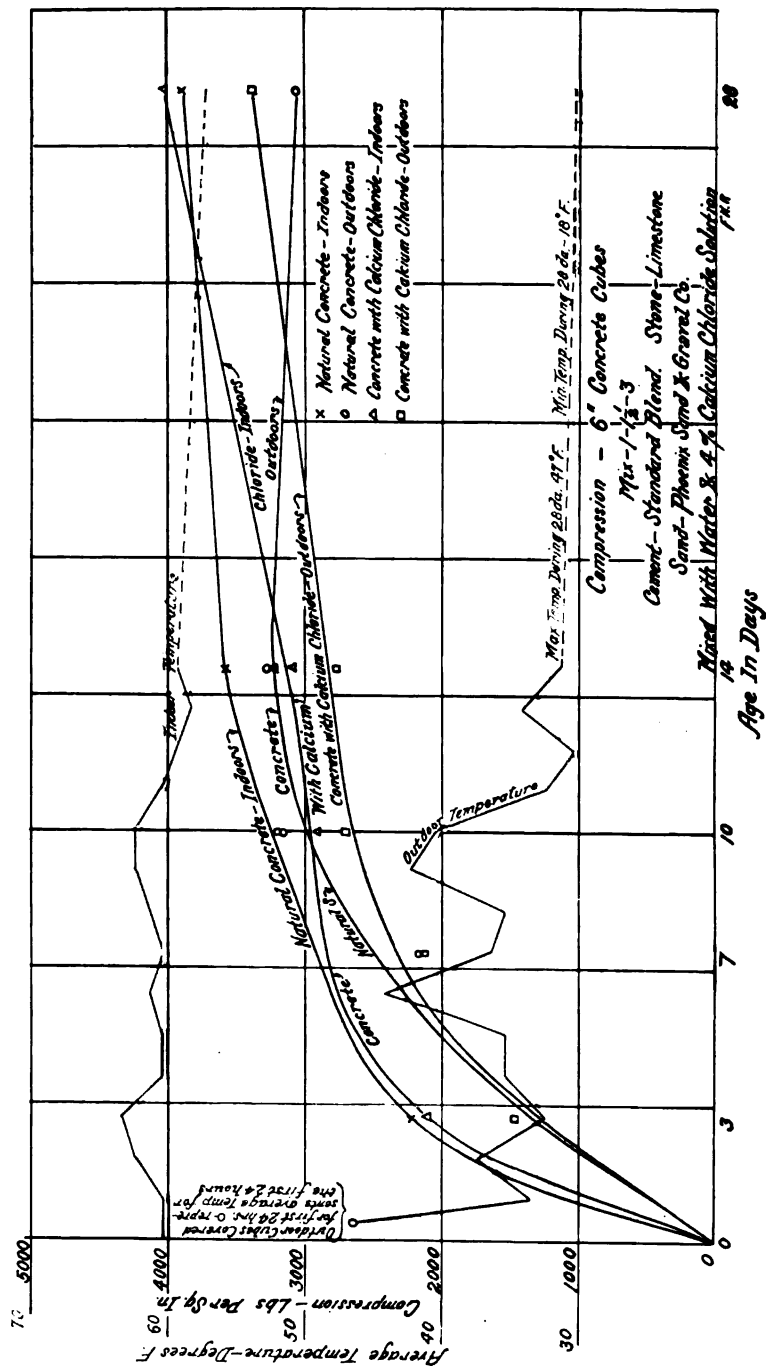 70
60
50
40
30
Average Temperature-Degrees F.
5000
4000
3000
2000
1000
0
Compression-Lbs Per Sq. In.
Outdoor Cubes Covered
for first 24 hrs. O-repre-
sents average Temp for
the first 24 hours
Indoor Temperature
Natural Concrete-Indoors
Concrete
Natural
Outdoors
Concrete
With Calcium
Chloride-Indoors
Concrete with Calcium Chloride-Outdoors
Outdoor Temperature
× Natural Concrete-Indoors
o Natural Concrete-Outdoors
△ Concrete with Calcium Chloride-Indoors
□ Concrete with Calcium Chloride-Outdoors
Max Temp. During 28 da. 47°F. Min. Temp. During 28 da.-18°F.
Compression - 6" Concrete Cubes
Mix-1-1½-3
Cement-Standard Blend. Stone-Limestone
Sand-Phoenix Sand & Gravel Co.
Mixed With Water & 4% Calcium Chloride Solution
0
3
7
10
14
28
Age In Days